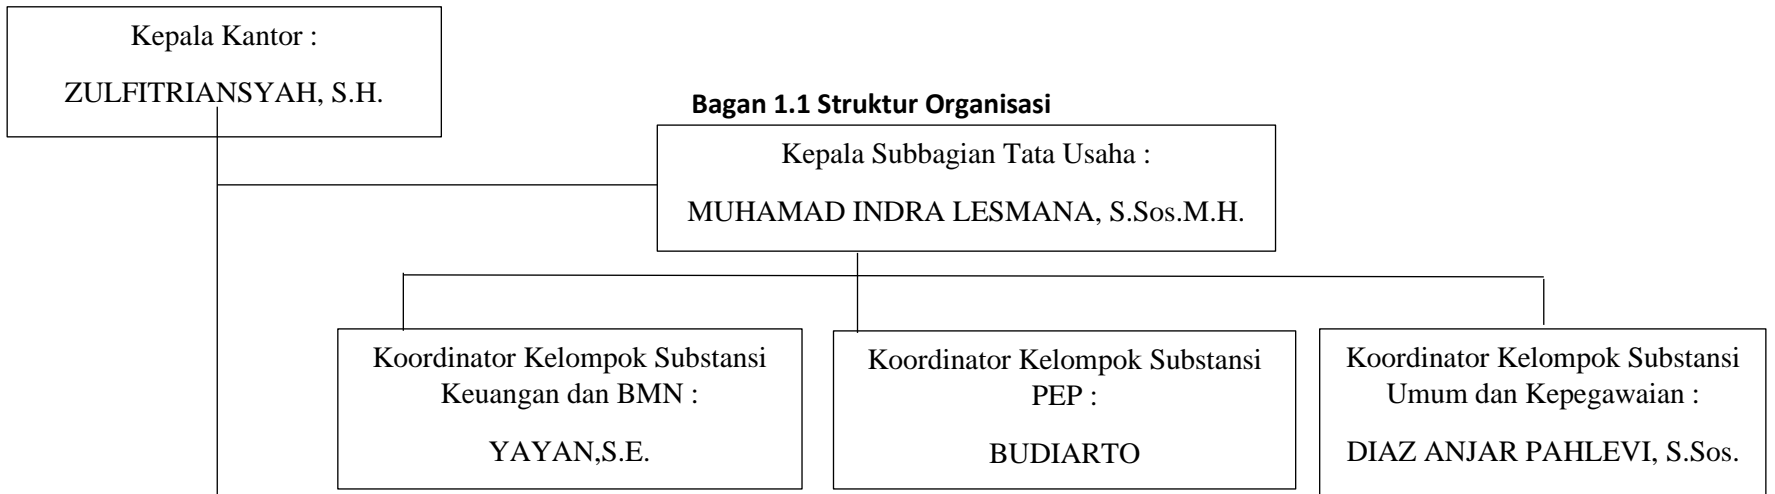 Kepala Kantor :
ZULFITRIANSYAH, S.H.
Bagan 1.1 Struktur Organisasi
Kepala Subbagian Tata Usaha :
MUHAMAD INDRA LESMANA, S.Sos.M.H.
Koordinator Kelompok Substansi
Keuangan dan BMN :
YAYAN,S.E.
Koordinator Kelompok Substansi
PEP :
BUDIARTO
Koordinator Kelompok Substansi
Umum dan Kepegawaian :
DIAZ ANJAR PAHLEVI, S.Sos.